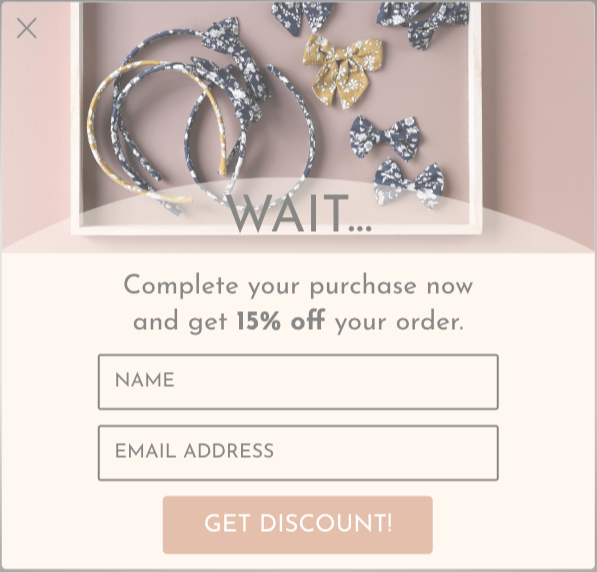 WAIT...
Complete your purchase now
and get 15% off your order.
NAME
EMAIL ADDRESS
GET DISCOUNT!